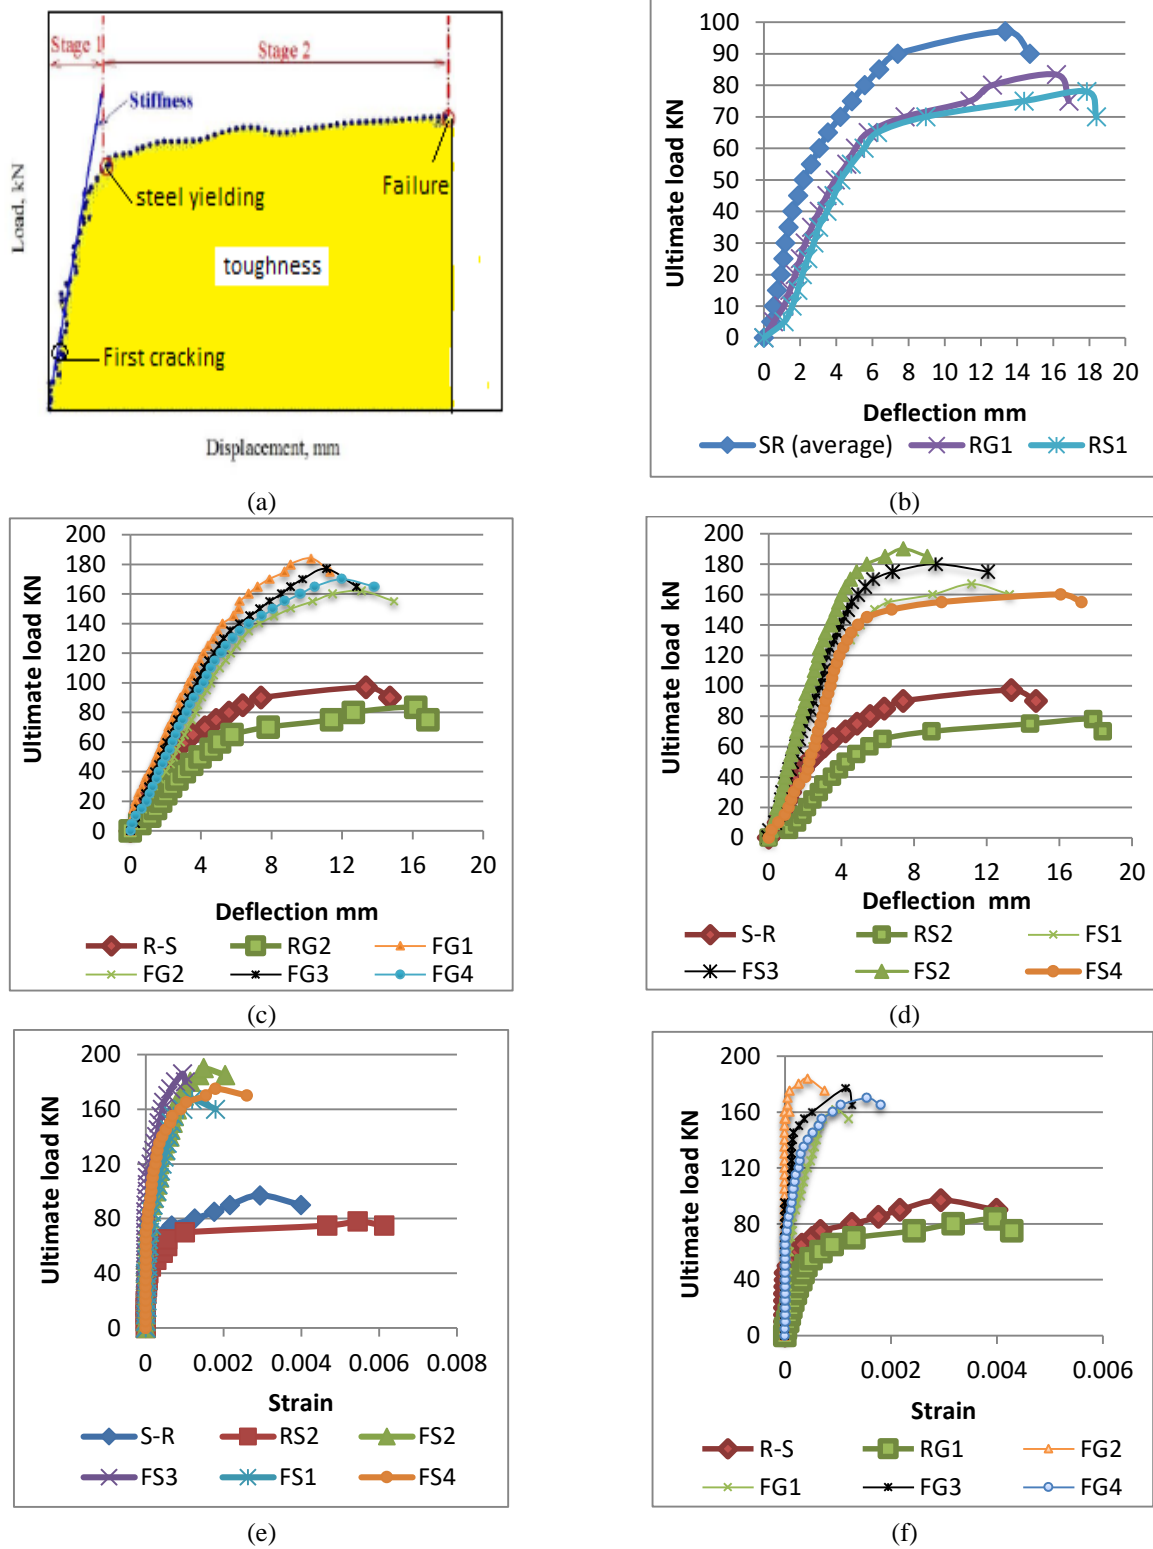 Stage 1
Stage 2
Stiffness
steel yielding
Failure
toughness
First cracking
Load, kN
Displacement, mm
(a)
100
90
80
70
60
50
40
30
20
10
0
0 2 4 6 8 10 12 14 16 18 20
Ultimate load KN
Deflection mm
SR (average) RG1 RS1
(b)
200
180
160
140
120
100
80
60
40
20
0
0 4 8 12 16 20
Ultimate load KN
Deflection mm
R-S RG2 FG1
FG2 FG3 FG4
(c)
200
180
160
140
120
100
80
60
40
20
0
0 4 8 12 16 20
Ultimate load kN
Deflection mm
S-R RS2 FS1
FS3 FS2 FS4
(d)
200
160
120
80
40
0
0 0.002 0.004 0.006 0.008
Ultimate load KN
Strain
S-R RS2 FS2
FS3 FS1 FS4
(e)
200
160
120
80
40
0
0 0.002 0.004 0.006
Ultimate load KN
Strain
R-S RG1 FG2
FG1 FG3 FG4
(f)